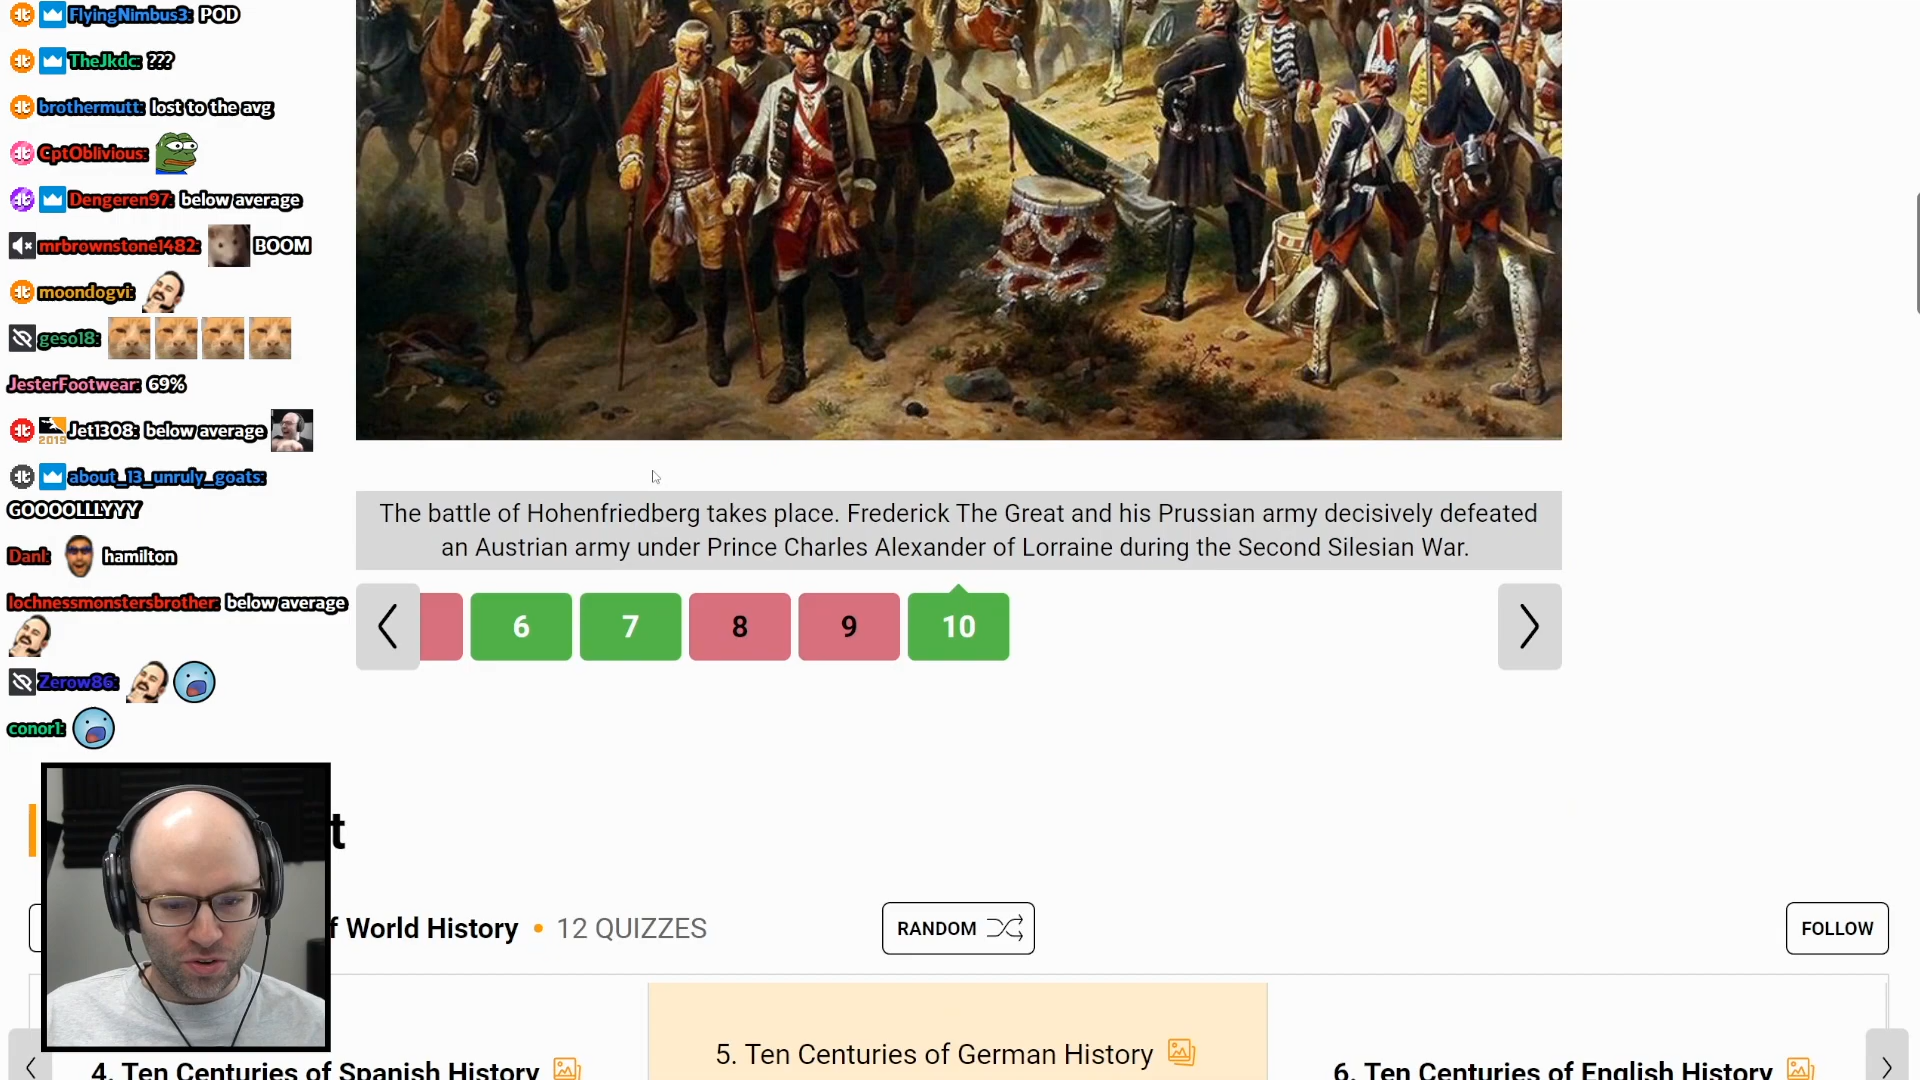 FlyingNimbus3: POD
TheJkdc: ???
brothermutt: lost to the avg
CptOblivious:
Dengeren97: below average
mrbrownstone1482: BOOM
moondogvi:
geso18:
JesterFootwear: 69%
2019 Jet1308: below average
about_13_unruly_goats:
GOOOOLLLYYY
Danl: hamilton
lochnessmonstersbrother: below average
Zerow86:
conor1:
The battle of Hohenfriedberg takes place. Frederick The Great and his Prussian army decisively defeated
an Austrian army under Prince Charles Alexander of Lorraine during the Second Silesian War.
6 7 8 9 10
t
f World History • 12 QUIZZES
RANDOM
FOLLOW
4. Ten Centuries of Spanish History
5. Ten Centuries of German History
6. Ten Centuries of English History